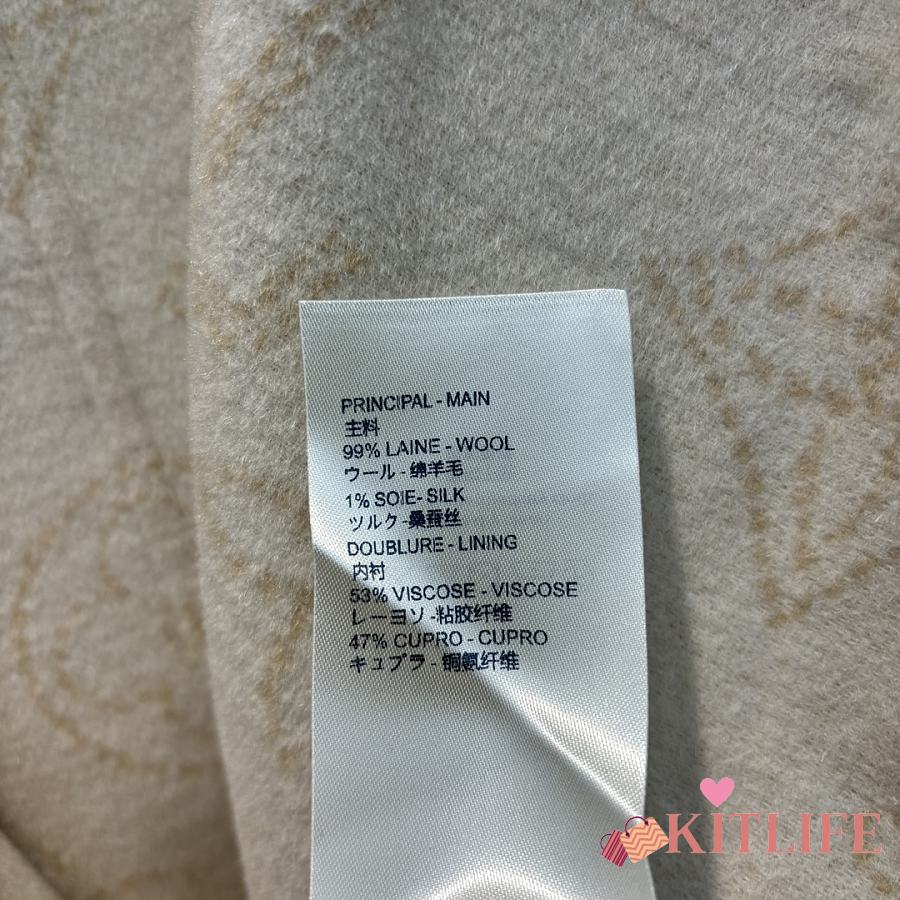 PRINCIPAL - MAIN
主料
99% LAINE - WOOL
ウール - 绵羊毛
1% SOIE- SILK
ツルク -桑蚕丝
DOUBLURE - LINING
内衬
53% VISCOSE - VISCOSE
レーヨソ -粘胶纤维
47% CUPRO - CUPRO
キュプラ - 铜氨纤维
KITLIFE